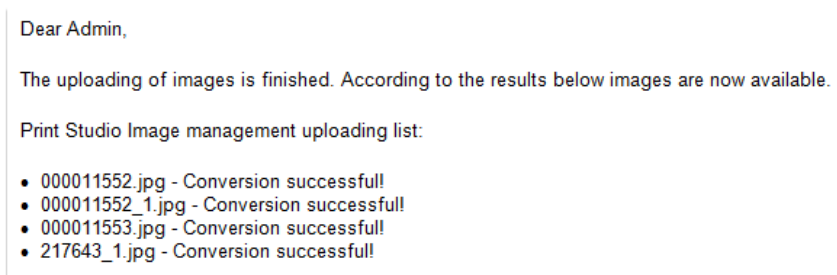 Dear Admin,
The uploading of images is finished. According to the results below images are now available.
Print Studio Image management uploading list:
• 000011552.jpg - Conversion successful!
• 000011552_1.jpg - Conversion successful!
• 000011553.jpg - Conversion successful!
• 217643_1.jpg - Conversion successful!